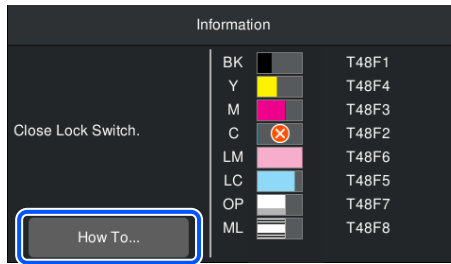 Information
Close Lock Switch.
How To...
BK T48F1
Y T48F4
M T48F3
C T48F2
LM T48F6
LC T48F5
OP T48F7
ML T48F8